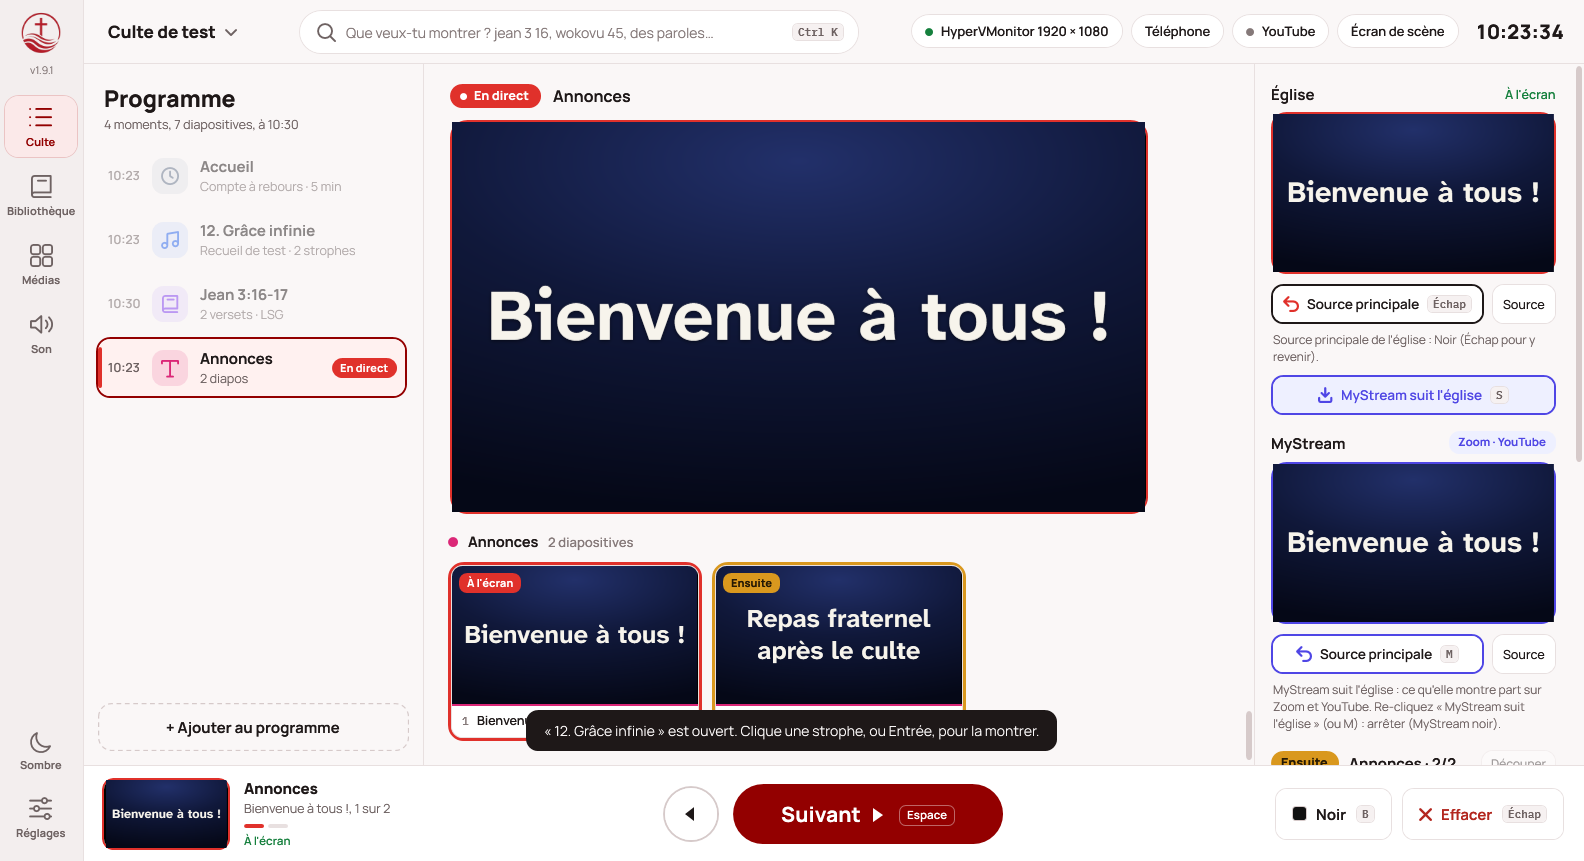 v1.9.1
Culte
Bibliothèque
Médias
Son
Sombre
Réglages
Culte de test
Que veux-tu montrer ? jean 3 16, wokovu 45, des paroles...
Ctrl K
HyperVMonitor 1920 × 1080
Téléphone
YouTube
Écran de scène
10:23:34
Programme
4 moments, 7 diapositives, à 10:30
10:23
Accueil
Compte à rebours · 5 min
10:23
12. Grâce infinie
Recueil de test · 2 strophes
10:30
Jean 3:16-17
2 versets · LSG
10:23
Annonces
2 diapos
En direct
+ Ajouter au programme
En direct
Annonces
Bienvenue à tous !
Annonces
2 diapositives
À l'écran
Bienvenue à tous !
1
Ensuite
Repas fraternel
après le culte
« 12. Grâce infinie » est ouvert. Clique une strophe, ou Entrée, pour la montrer.
Église
À l'écran
Bienvenue à tous !
Source principale
Échap
Source
Source principale de l'église : Noir (Échap pour y
revenir).
MyStream suit l'église
S
MyStream
Zoom · YouTube
Bienvenue à tous !
Source principale
M
Source
MyStream suit l'église : ce qu'elle montre part sur
Zoom et YouTube. Re-cliquez « MyStream suit
l'église » (ou M) : arrêter (MyStream noir).
Ensuite
Annonces · 2/2
Découper
Bienvenue à tous !
Annonces
Bienvenue à tous !, 1 sur 2
À l'écran
Suivant
Espace
Noir
B
Effacer
Échap